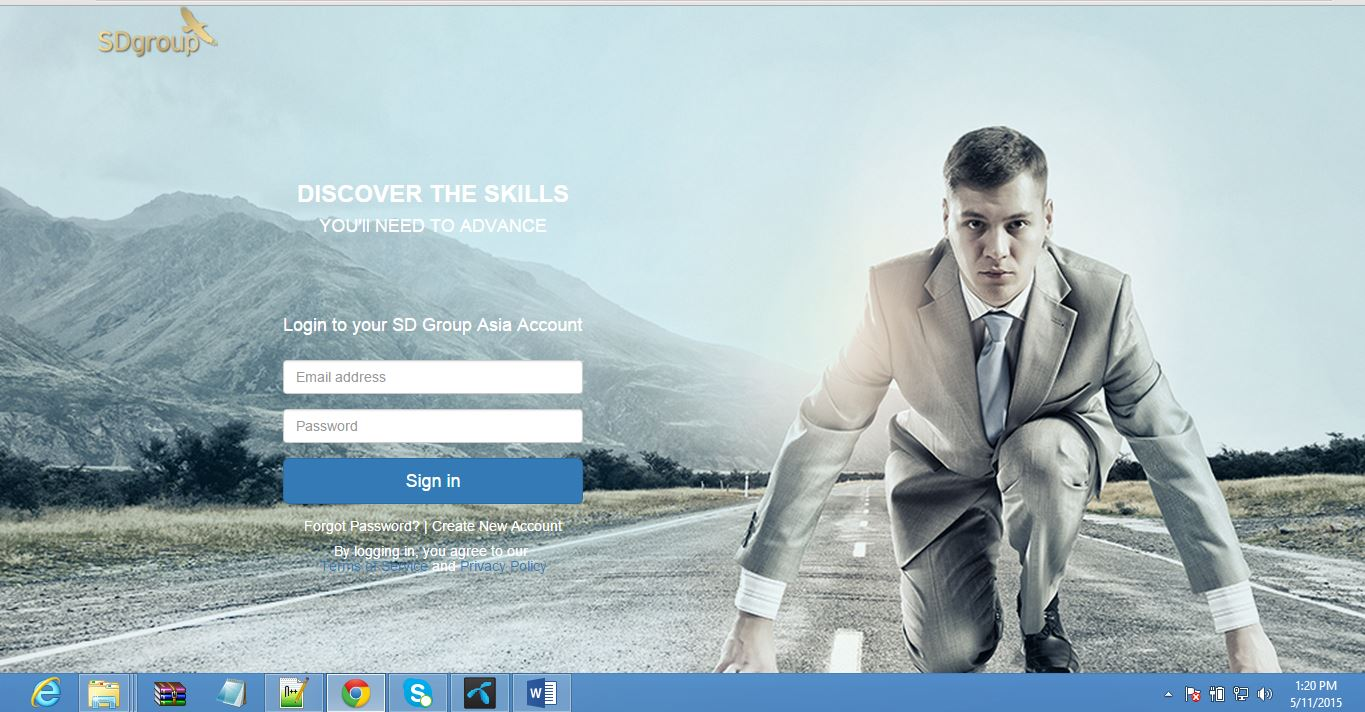 SDgroup
DISCOVER THE SKILLS
YOU'll NEED TO ADVANCE
Login to your SD Group Asia Account
Email address
Password
Sign in
Forgot Password? | Create New Account
By logging in, you agree to our
Terms of Service and Privacy Policy
N++
S
W
1:20 PM
5/11/2015